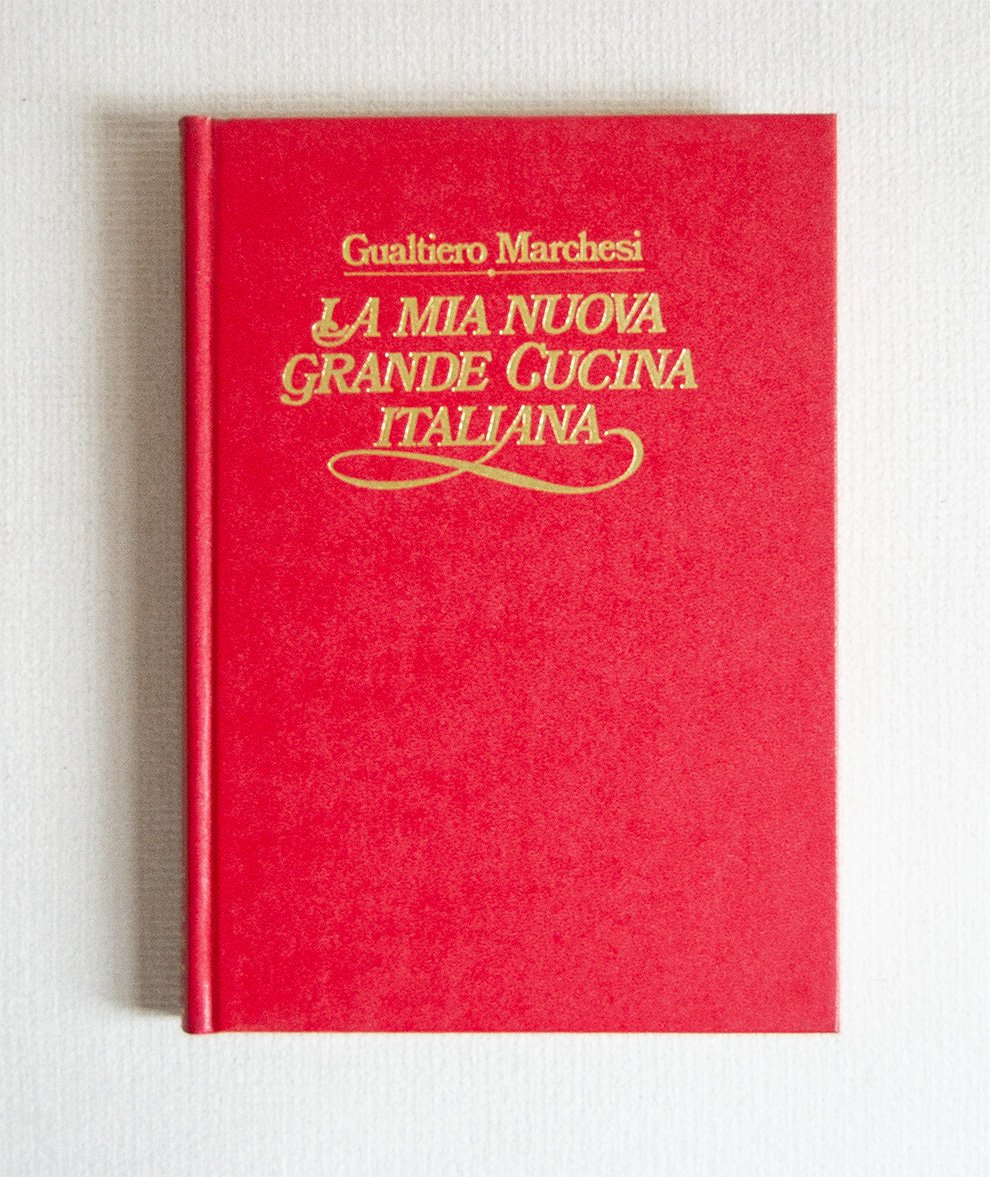 Gualtiero Marchesi
LA MIA NUOVA
GRANDE CUCINA
ITALIANA